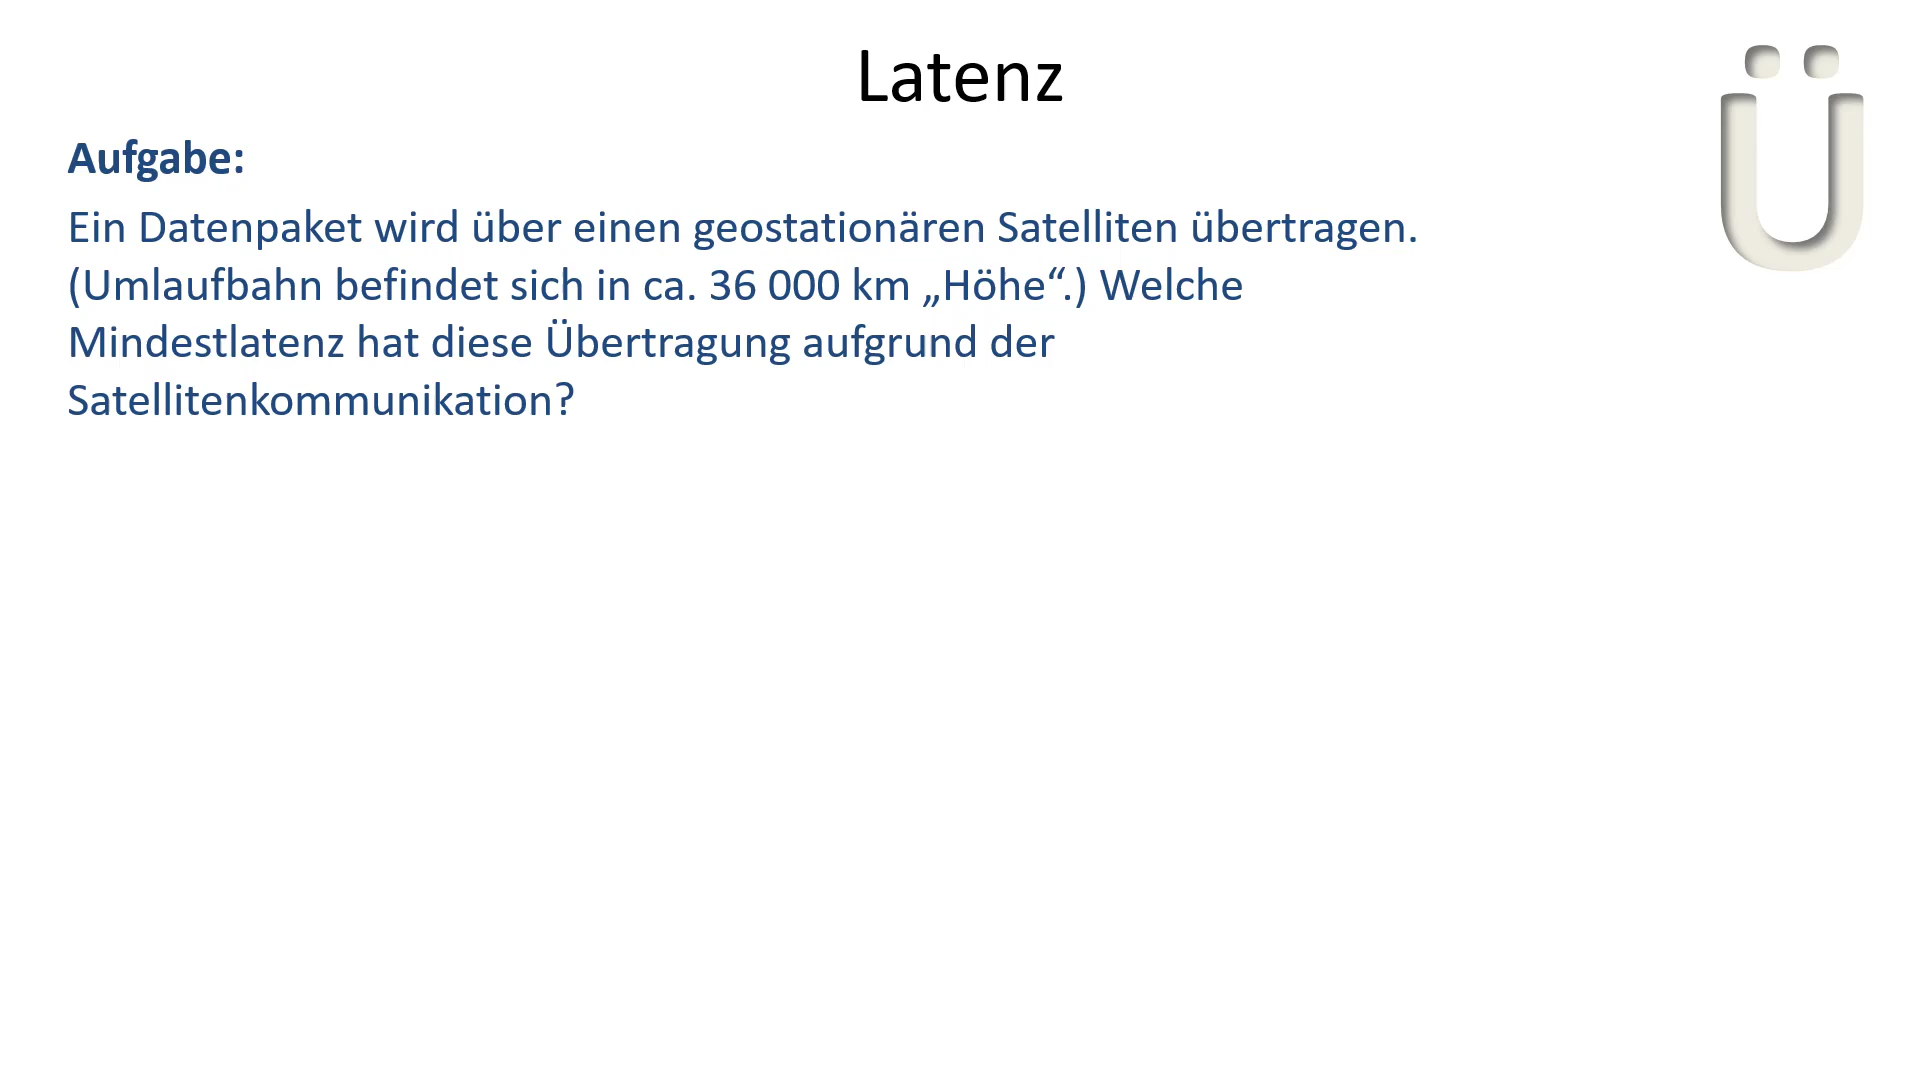 Latenz
Ü
Aufgabe:
Ein Datenpaket wird über einen geostationären Satelliten übertragen.
(Umlaufbahn befindet sich in ca. 36 000 km „Höhe“.) Welche
Mindestlatenz hat diese Übertragung aufgrund der
Satellitenkommunikation?